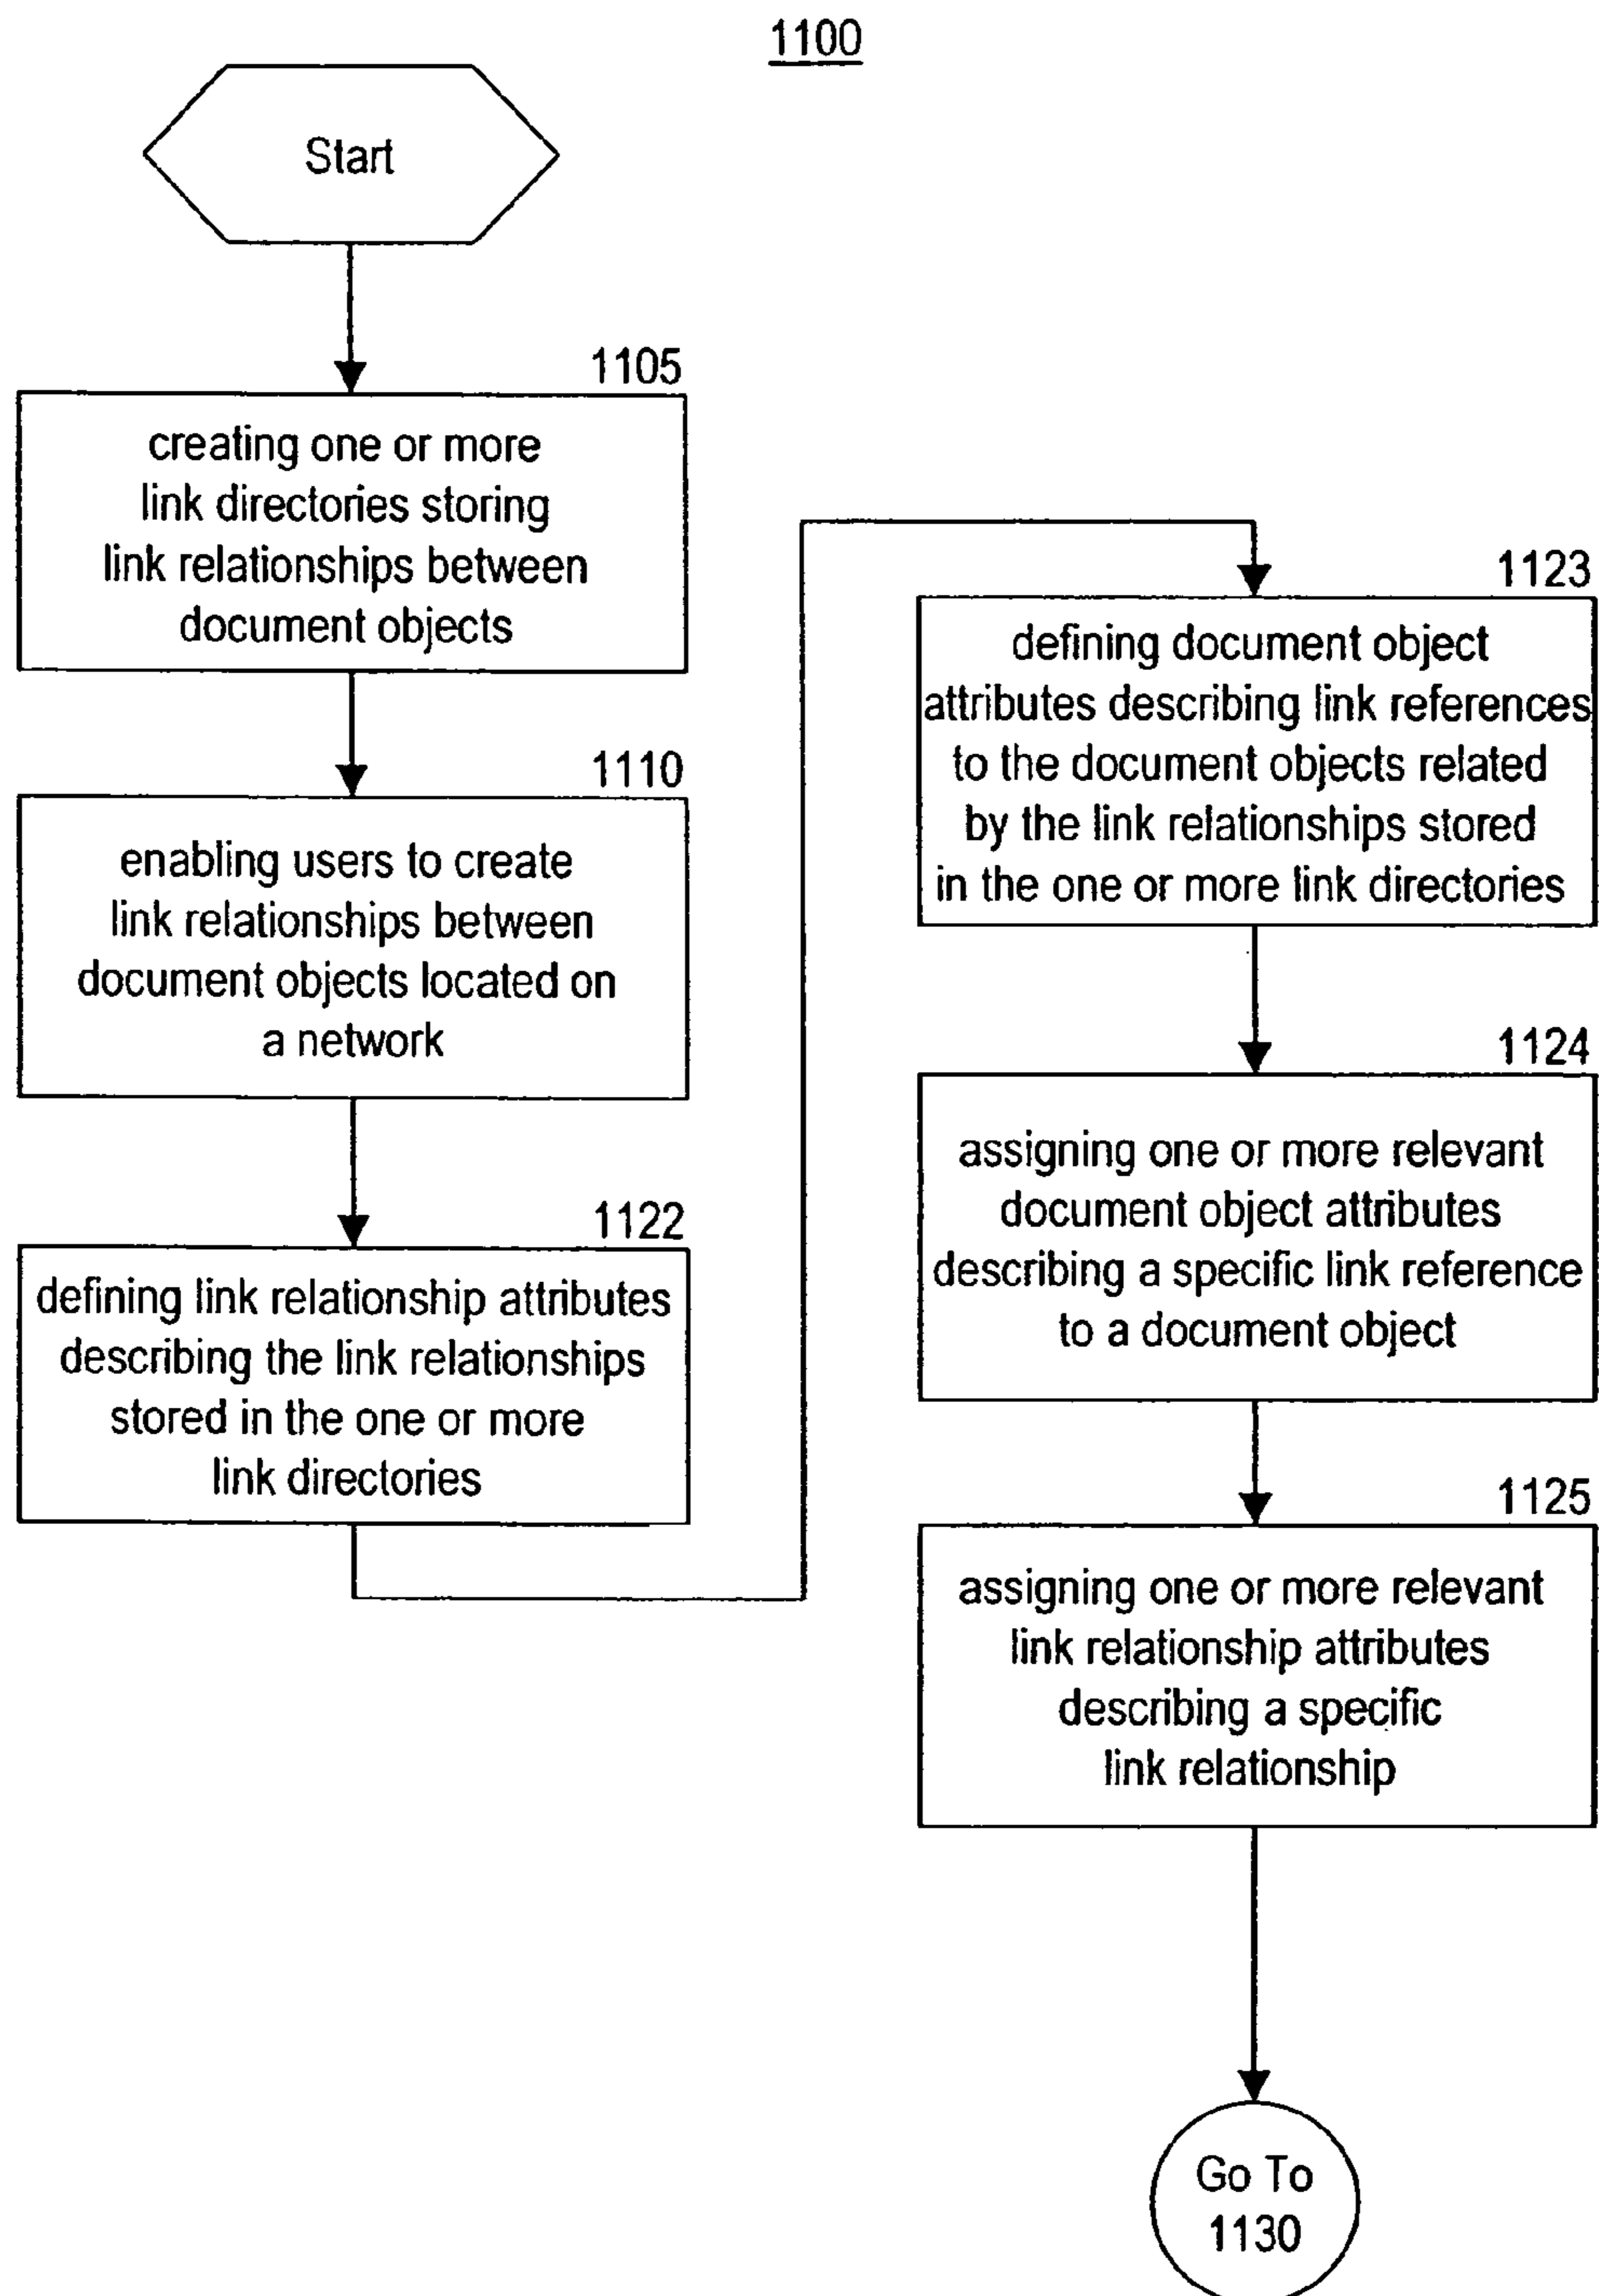 1100
Start
1105
creating one or more
link directories storing
link relationships between
document objects
1110
enabling users to create
link relationships between
document objects located on
a network
1122
defining link relationship attributes
describing the link relationships
stored in the one or more
link directories
1123
defining document object
attributes describing link references
to the document objects related
by the link relationships stored
in the one or more link directories
1124
assigning one or more relevant
document object attributes
describing a specific link reference
to a document object
1125
assigning one or more relevant
link relationship attributes
describing a specific
link relationship
Go To
1130